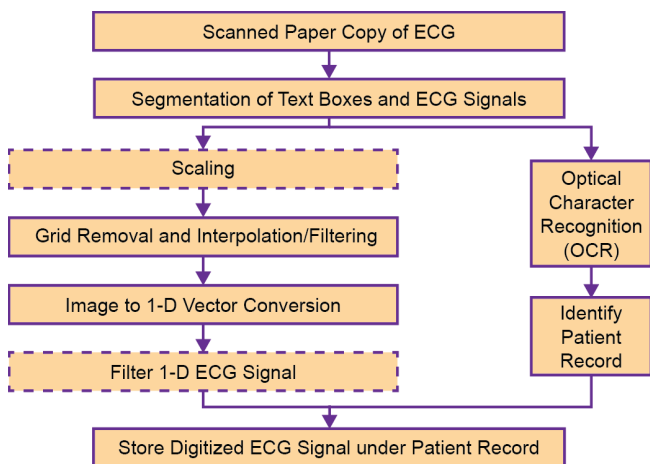 Scanned Paper Copy of ECG
Segmentation of Text Boxes and ECG Signals
Scaling
Grid Removal and Interpolation/Filtering
Image to 1-D Vector Conversion
Filter 1-D ECG Signal
Optical
Character
Recognition
(OCR)
Identify
Patient
Record
Store Digitized ECG Signal under Patient Record